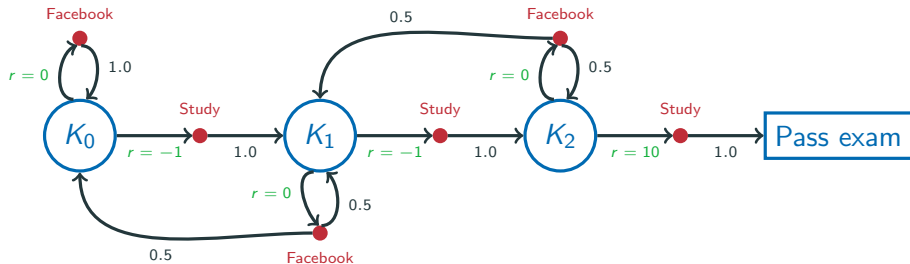 Facebook
r = 0
1.0
K0
Study
r = −1
1.0
0.5
K1
r = 0
0.5
Facebook
0.5
Study
r = −1
1.0
Facebook
r = 0
0.5
K2
Study
r = 10
1.0
Pass exam